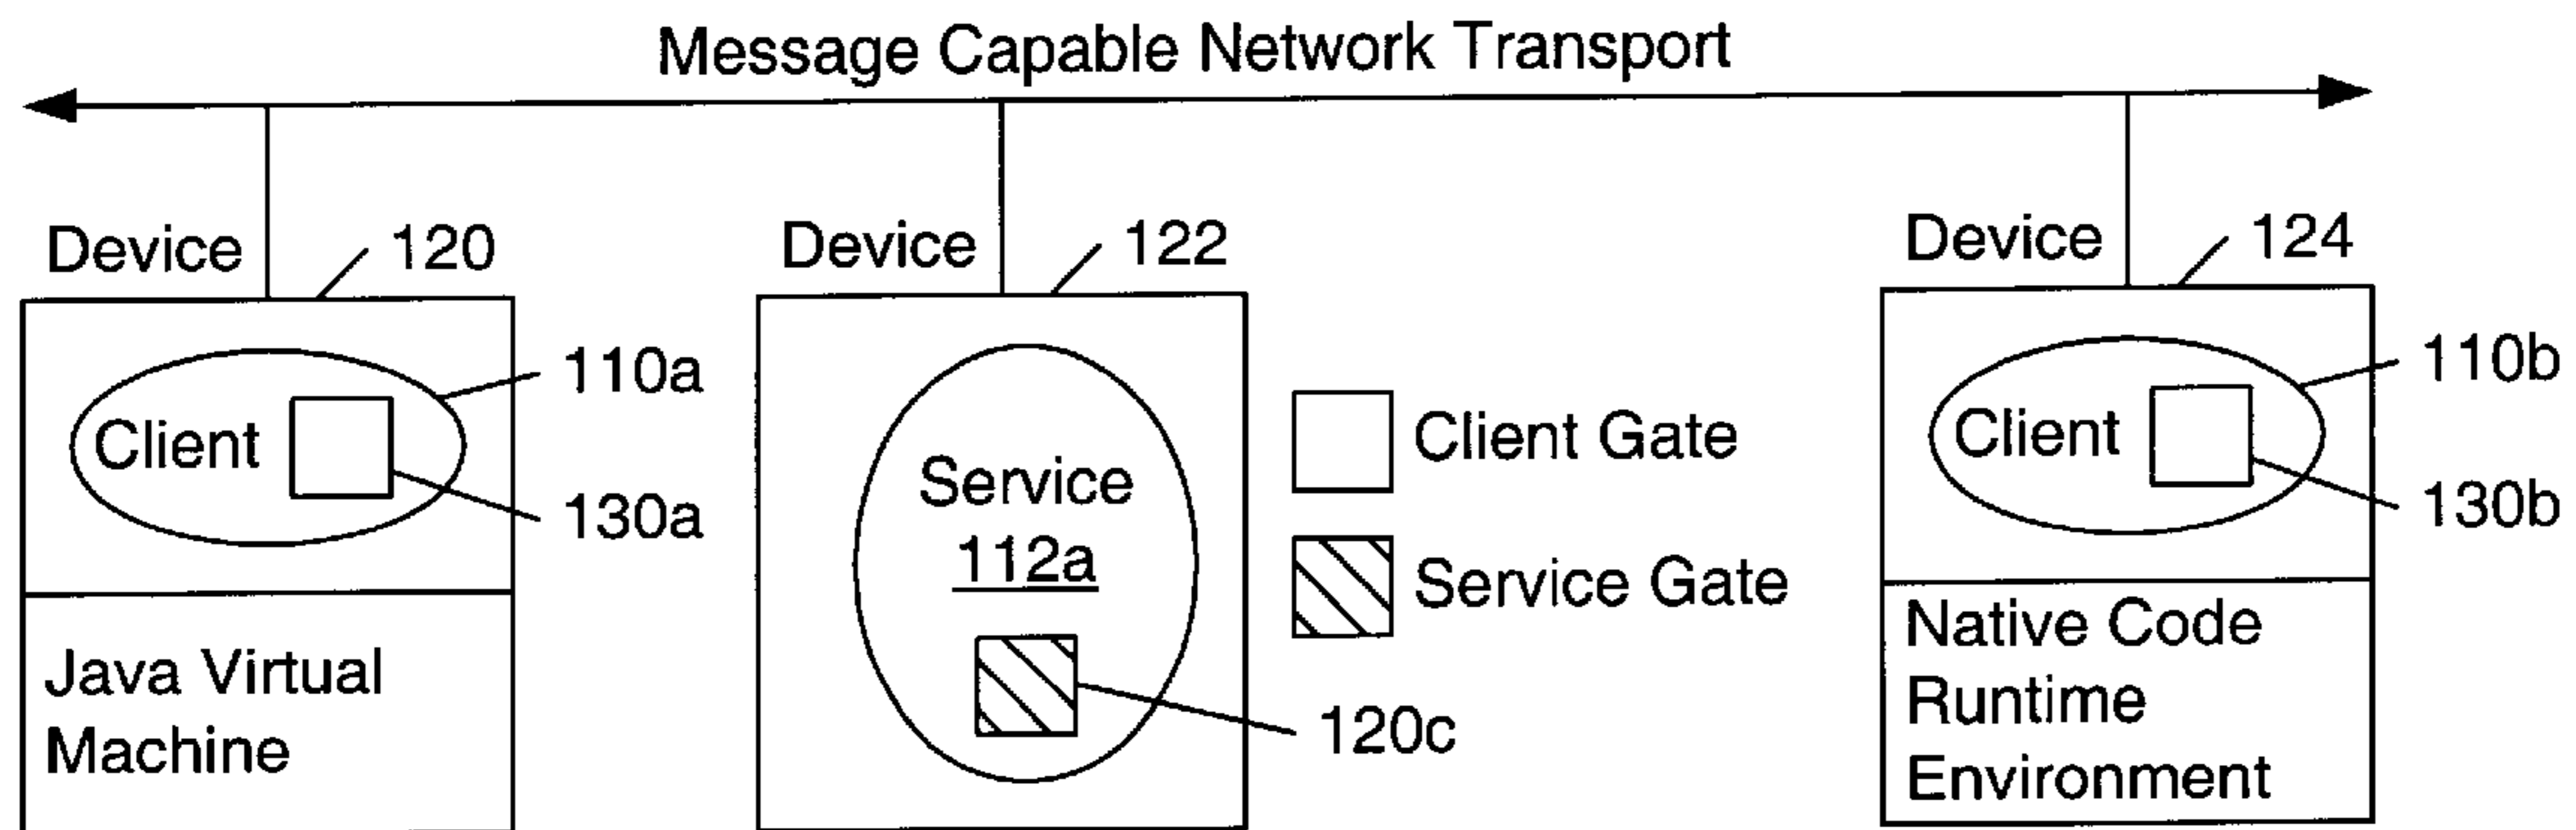 Message Capable Network Transport
Device
120
Device
122
Device
124
Client
110a
130a
Java Virtual
Machine
Service
112a
120c
Client Gate
Service Gate
Client
110b
130b
Native Code
Runtime
Environment